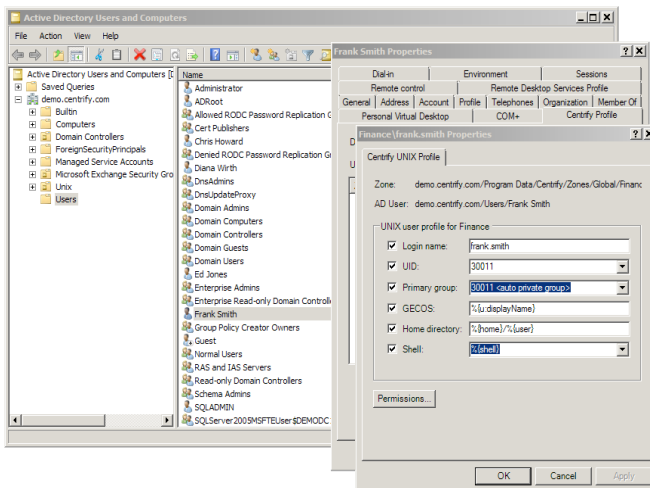 Active Directory Users and Computers
File Action View Help
Active Directory Users and Computers [D
Saved Queries
demo.centrify.com
Builtin
Computers
Domain Controllers
ForeignSecurityPrincipals
Managed Service Accounts
Microsoft Exchange Security Gro
Unix
Users
Name
Administrator
ADRoot
Allowed RODC Password Replication G
Cert Publishers
Chris Howard
Denied RODC Password Replication Gr
Diana Wirth
DnsAdmins
DnsUpdateProxy
Domain Admins
Domain Computers
Domain Controllers
Domain Guests
Domain Users
Ed Jones
Enterprise Admins
Enterprise Read-only Domain Controlle
Frank Smith
Group Policy Creator Owners
Guest
Normal Users
RAS and IAS Servers
Read-only Domain Controllers
Schema Admins
SQLADMIN
SQLServer2005MSFTEUser$DEMODC
Frank Smith Properties
Dial-in Environment Sessions
Remote control Remote Desktop Services Profile
General Address Account Profile Telephones Organization Member Of
Personal Virtual Desktop COM+ Centrify Profile
D
U
Finance\frank.smith Properties
Centrify UNIX Profile
Zone: demo.centrify.com/Program Data/Centrify/Zones/Global/Financ
AD User: demo.centrify.com/Users/Frank Smith
UNIX user profile for Finance
Login name: frank.smith
UID: 30011
Primary group: 30011 <auto private group>
GECOS: %{u:displayName}
Home directory: %{home}/%{user}
Shell: %{shell}
Permissions...
OK Cancel Apply